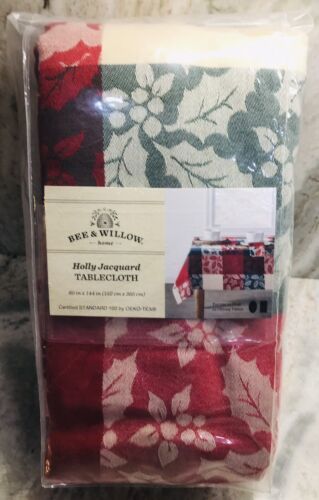 BEE & WILLOW
home
Holly Jacquard
TABLECLOTH
60 in x 144 in (152 cm x 365 cm)
Certified STANDARD 100 by OEKO-TEX®